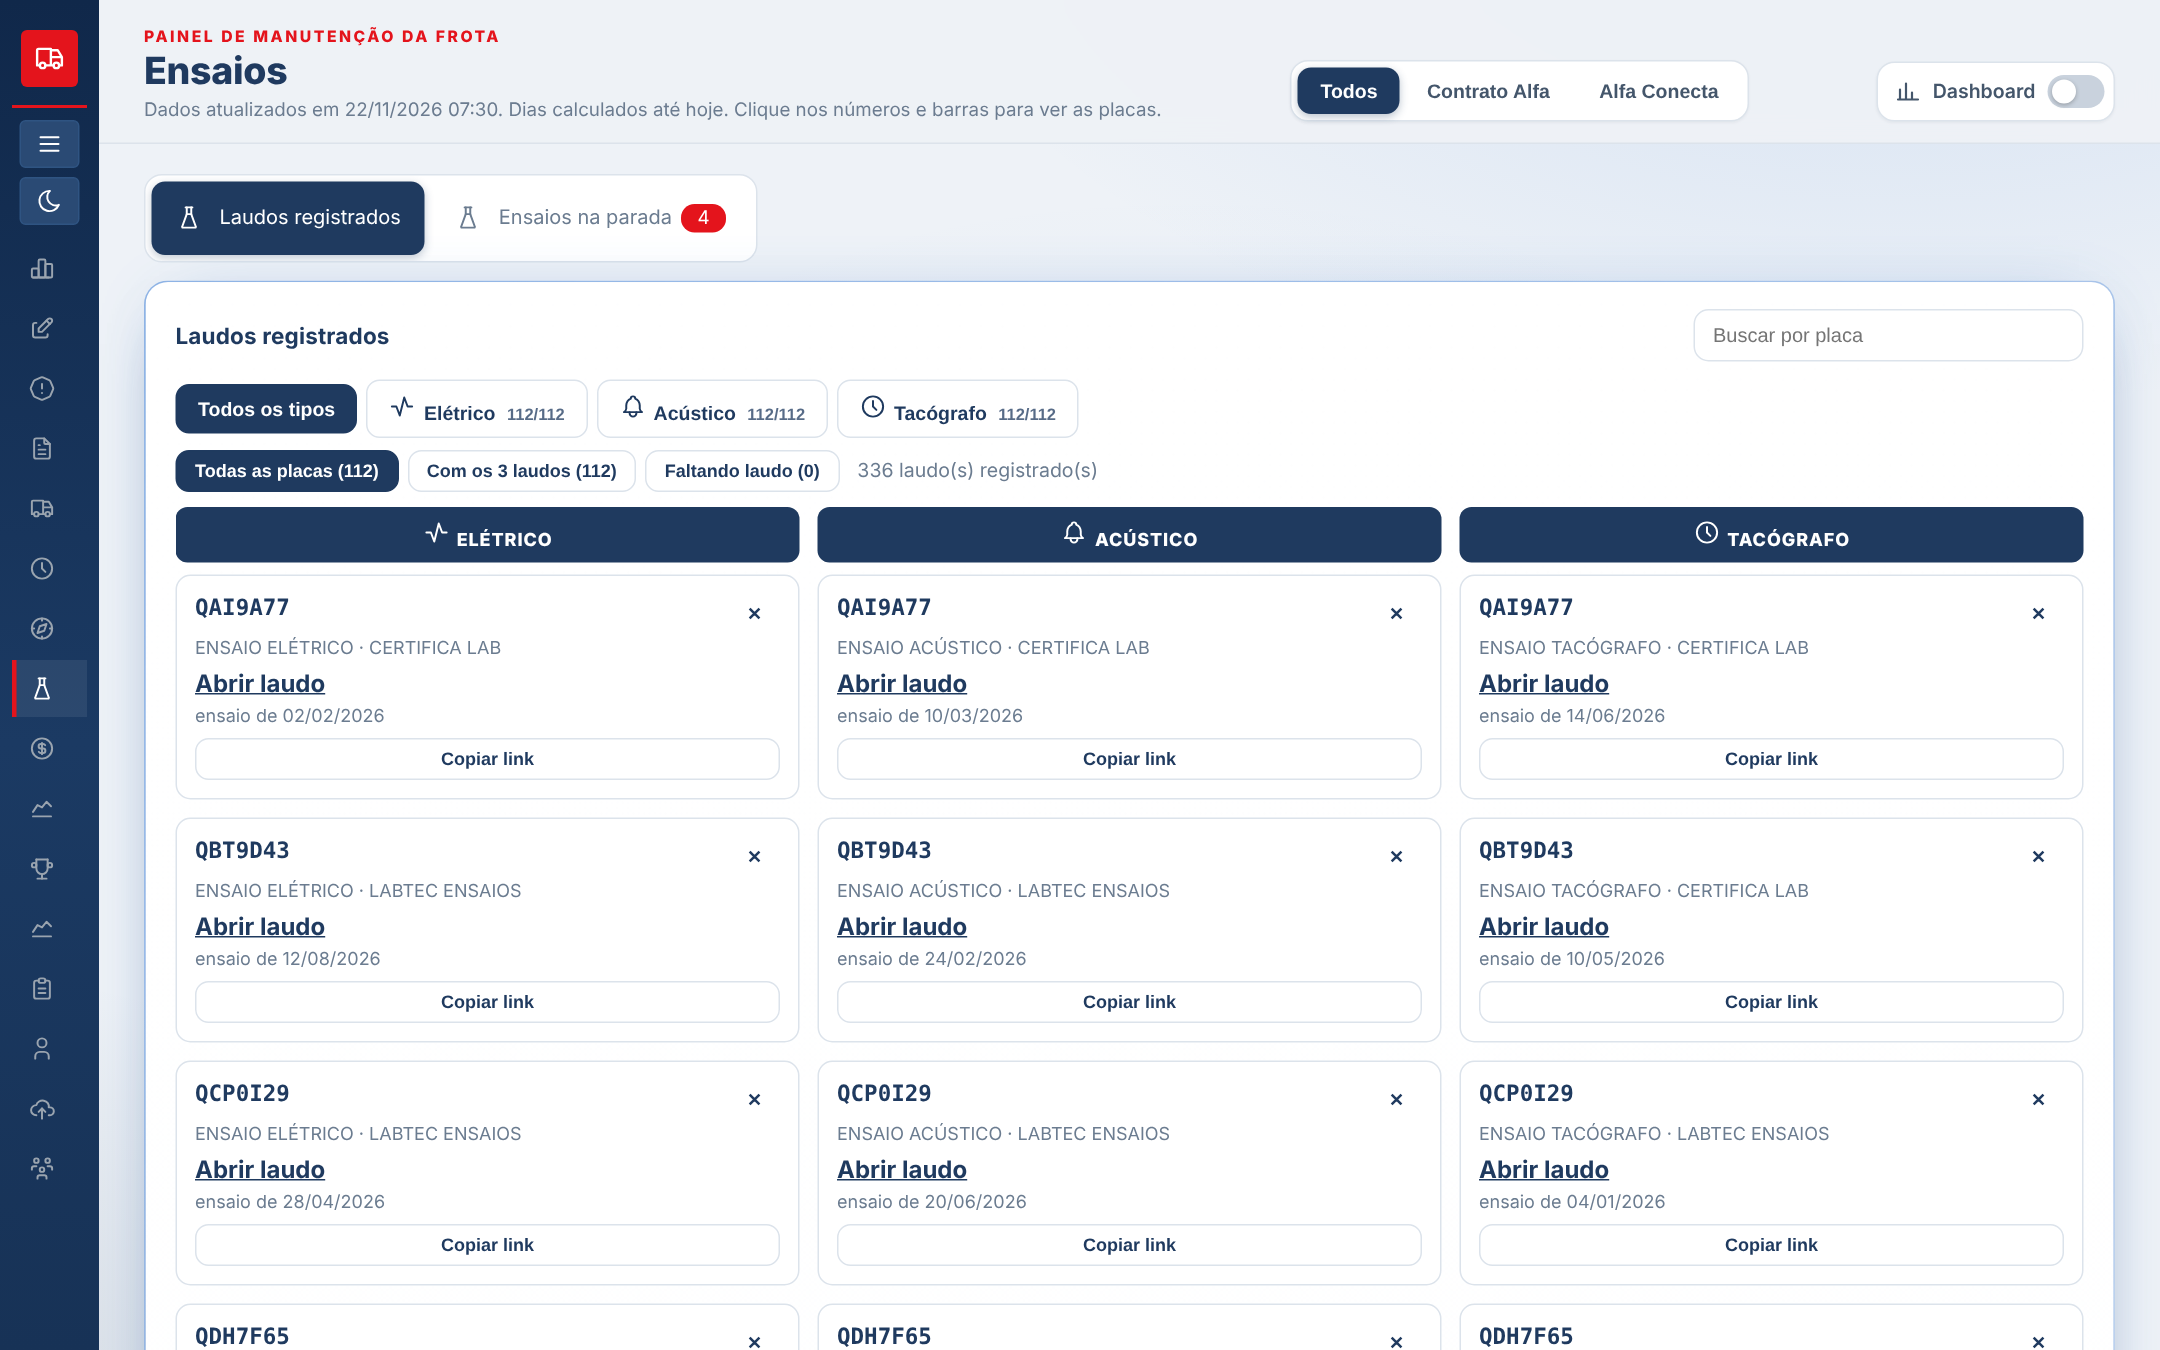 PAINEL DE MANUTENÇÃO DA FROTA
Ensaios
Dados atualizados em 22/11/2026 07:30. Dias calculados até hoje. Clique nos números e barras para ver as placas.
Todos Contrato Alfa Alfa Conecta
Dashboard
Laudos registrados Ensaios na parada 4
Laudos registrados
Buscar por placa
Todos os tipos Elétrico 112/112 Acústico 112/112 Tacógrafo 112/112
Todas as placas (112) Com os 3 laudos (112) Faltando laudo (0) 336 laudo(s) registrado(s)
ELÉTRICO ACÚSTICO TACÓGRAFO
QAI9A77 × QAI9A77 × QAI9A77 ×
ENSAIO ELÉTRICO · CERTIFICA LAB ENSAIO ACÚSTICO · CERTIFICA LAB ENSAIO TACÓGRAFO · CERTIFICA LAB
Abrir laudo Abrir laudo Abrir laudo
ensaio de 02/02/2026 ensaio de 10/03/2026 ensaio de 14/06/2026
Copiar link Copiar link Copiar link
QBT9D43 × QBT9D43 × QBT9D43 ×
ENSAIO ELÉTRICO · LABTEC ENSAIOS ENSAIO ACÚSTICO · LABTEC ENSAIOS ENSAIO TACÓGRAFO · CERTIFICA LAB
Abrir laudo Abrir laudo Abrir laudo
ensaio de 12/08/2026 ensaio de 24/02/2026 ensaio de 10/05/2026
Copiar link Copiar link Copiar link
QCP0I29 × QCP0I29 × QCP0I29 ×
ENSAIO ELÉTRICO · LABTEC ENSAIOS ENSAIO ACÚSTICO · LABTEC ENSAIOS ENSAIO TACÓGRAFO · LABTEC ENSAIOS
Abrir laudo Abrir laudo Abrir laudo
ensaio de 28/04/2026 ensaio de 20/06/2026 ensaio de 04/01/2026
Copiar link Copiar link Copiar link
QDH7F65 × QDH7F65 × QDH7F65 ×